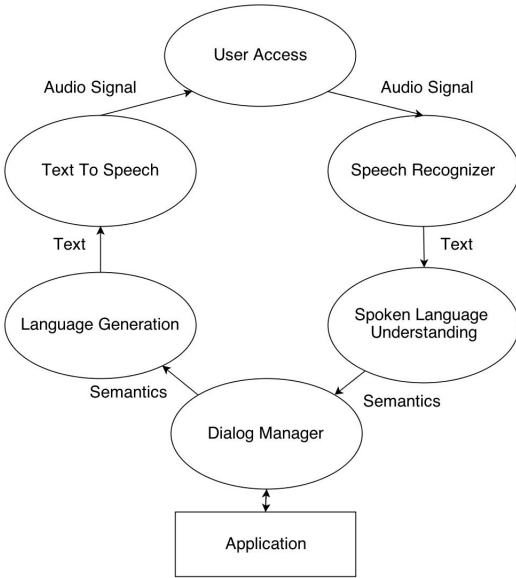 User Access
Audio Signal
Audio Signal
Text To Speech
Speech Recognizer
Text
Text
Language Generation
Spoken Language
Understanding
Semantics
Semantics
Dialog Manager
Application